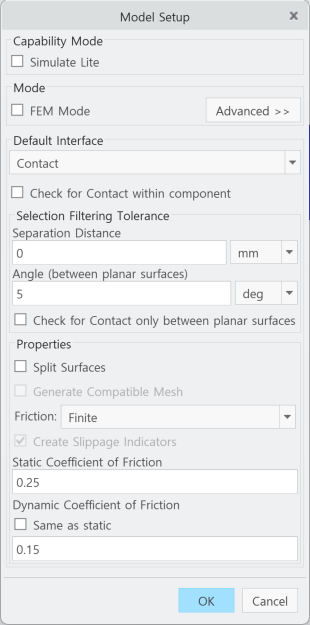 Model Setup
Capability Mode
Simulate Lite
Mode
FEM Mode
Advanced >>
Default Interface
Contact
Check for Contact within component
Selection Filtering Tolerance
Separation Distance
0 mm
Angle (between planar surfaces)
5 deg
Check for Contact only between planar surfaces
Properties
Split Surfaces
Generate Compatible Mesh
Friction: Finite
Create Slippage Indicators
Static Coefficient of Friction
0.25
Dynamic Coefficient of Friction
Same as static
0.15
OK Cancel